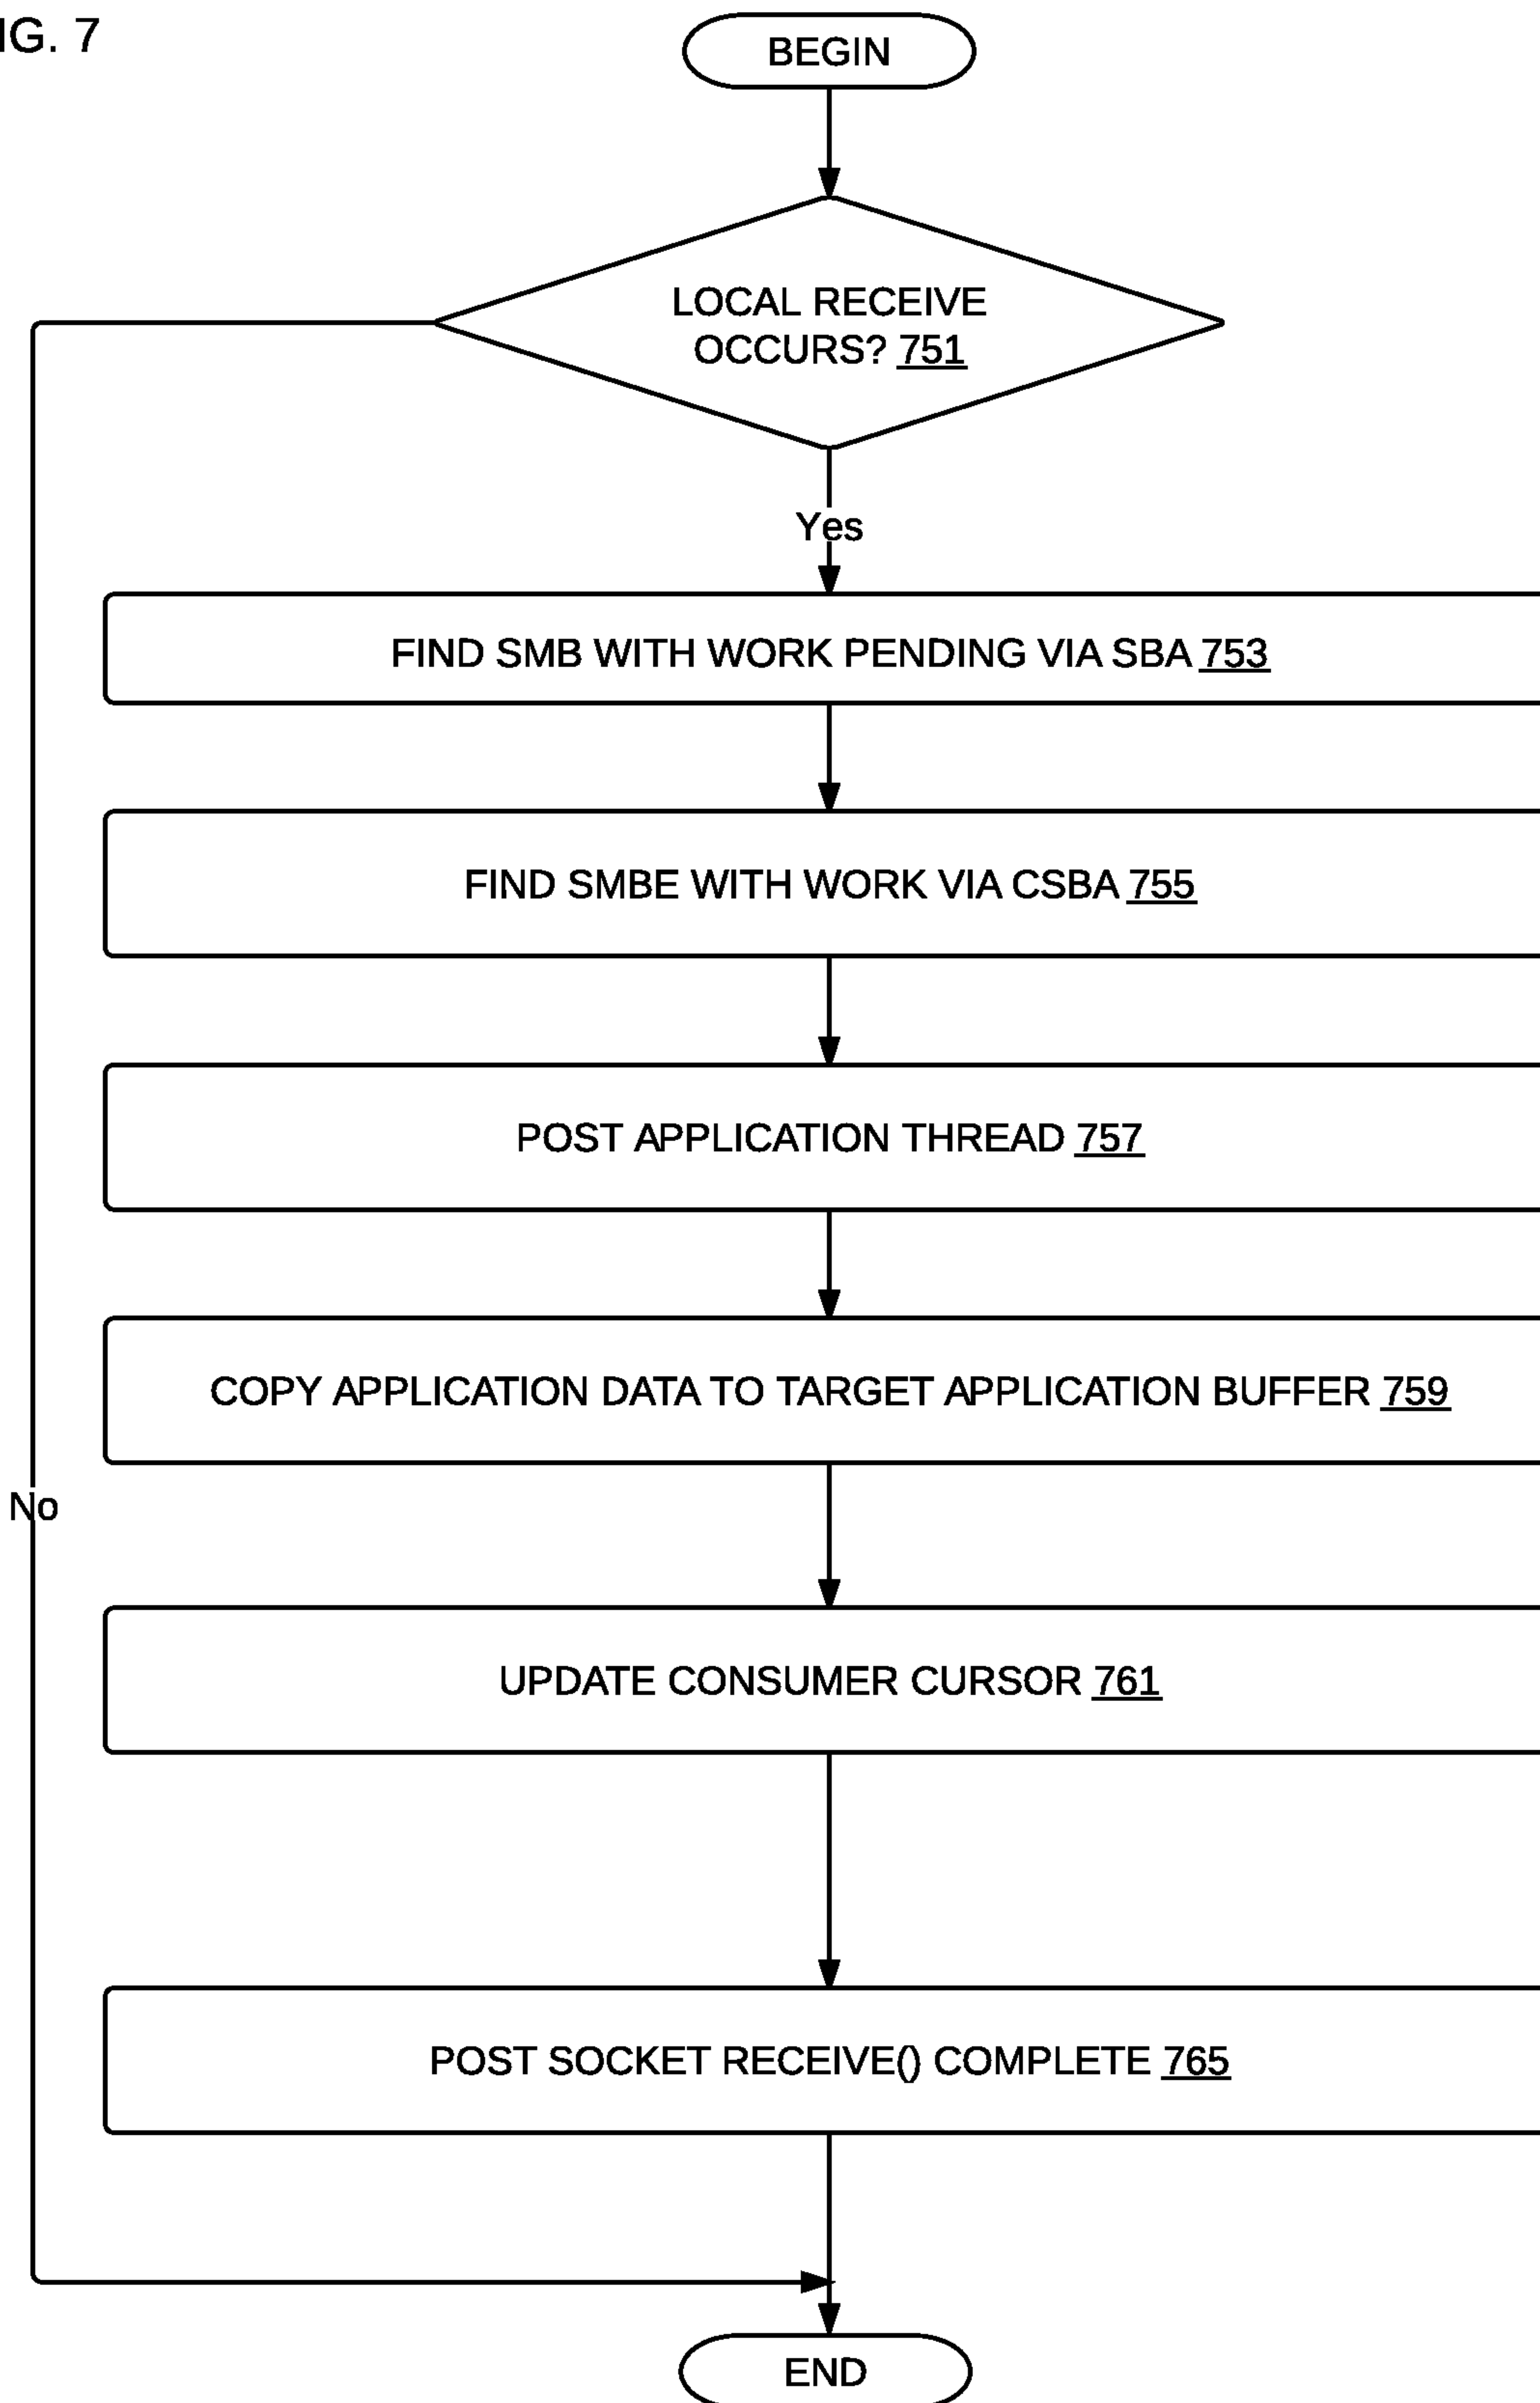 IG. 7
BEGIN
LOCAL RECEIVE
OCCURS? 751
Yes
FIND SMB WITH WORK PENDING VIA SBA 753
FIND SMBE WITH WORK VIA CSBA 755
POST APPLICATION THREAD 757
COPY APPLICATION DATA TO TARGET APPLICATION BUFFER 759
No
UPDATE CONSUMER CURSOR 761
POST SOCKET RECEIVE() COMPLETE 765
END